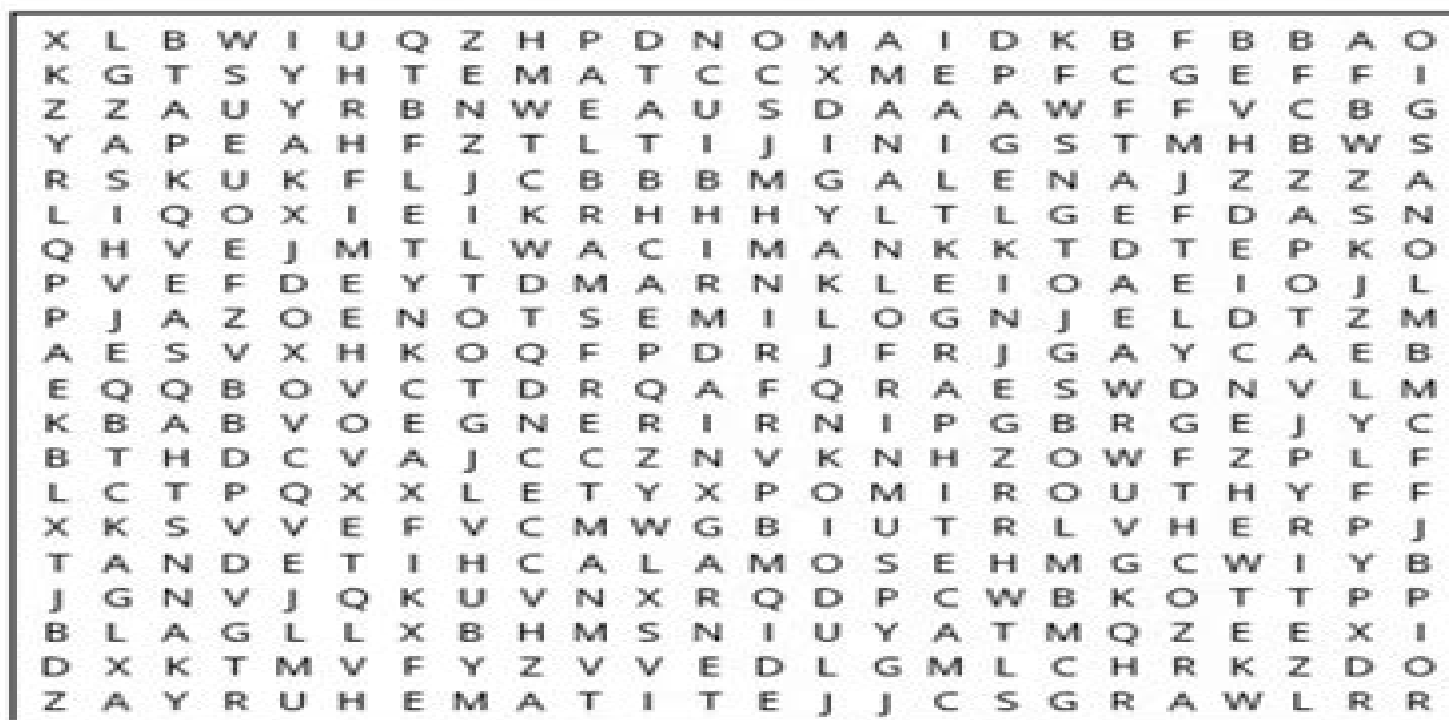 X L B W I U Q Z H P D N O M A I D K B F B B A O
K G T S Y H T E M A T C C X M E P F C G E F F I
Z Z A U Y R B N W E A U S D A A A W F F V C B G
Y A P E A H F Z T L T I J I N I G S T M H B W S
R S K U K F L J C B B B M G A L E N A J Z Z Z A
L I Q O X I E I K R H H H Y L T L G E F D A S N
Q H V E J M T L W A C I M A N K K T D T E P K O
P V E F D E Y T D M A R N K L E I O A E I O J L
P J A Z O E N O T S E M I L O G N J E L D T Z M
A E S V X H K O Q F P D R J F R J G A Y C A E B
E Q Q B O V C T D R Q A F Q R A E S W D N V L M
K B A B V O E G N E R I R N I P G B R G E J Y C
B T H D C V A J C C Z N V K N H Z O W F Z P L F
L C T P Q X X L E T Y X P O M I R O U T H Y F F
X K S V V E F V C M W G B I U T R L V H E R P J
T A N D E T I H C A L A M O S E H M G C W I Y B
J G N V J Q K U V N X R Q D P C W B K O T T P P
B L A G L L X B H M S N I U Y A T M Q Z E E X I
D X K T M V F Y Z V V E D L G M L C H R K Z D O
Z A Y R U H E M A T I T E J J C S G R A W L R R